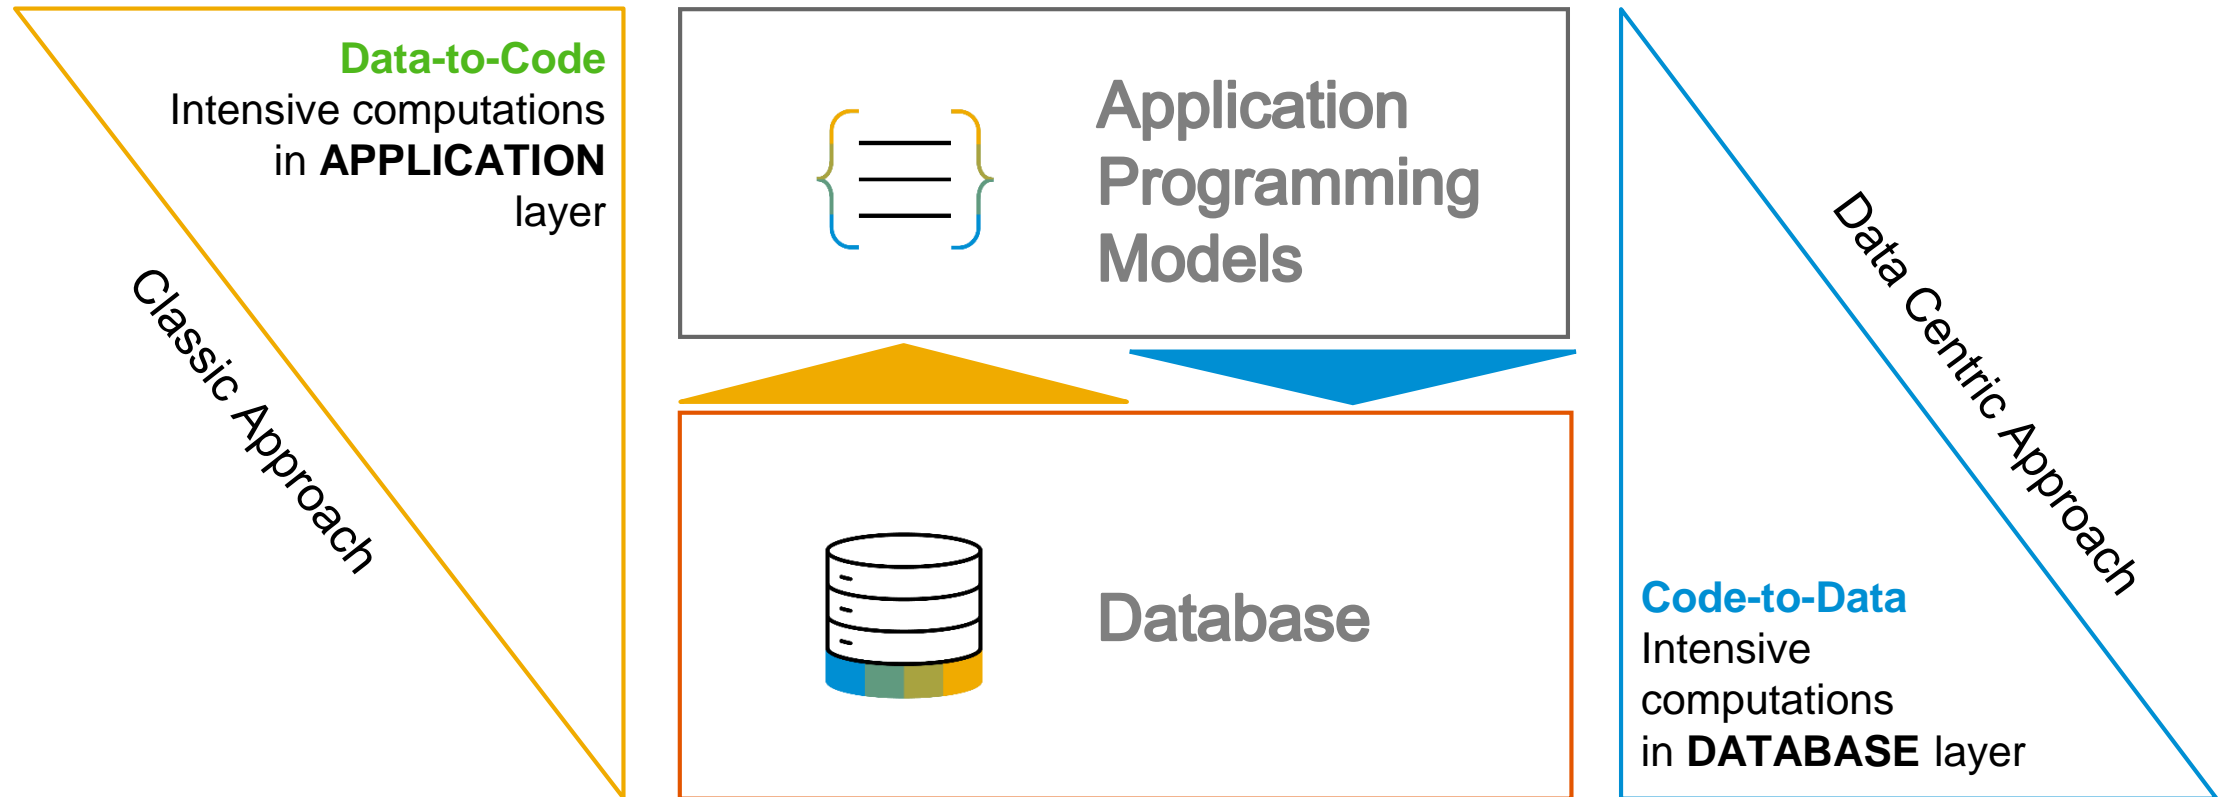 Data-to-Code
Intensive computations
in APPLICATION
layer
Classic Approach
Application
Programming
Models
Database
Data Centric Approach
Code-to-Data
Intensive
computations
in DATABASE layer